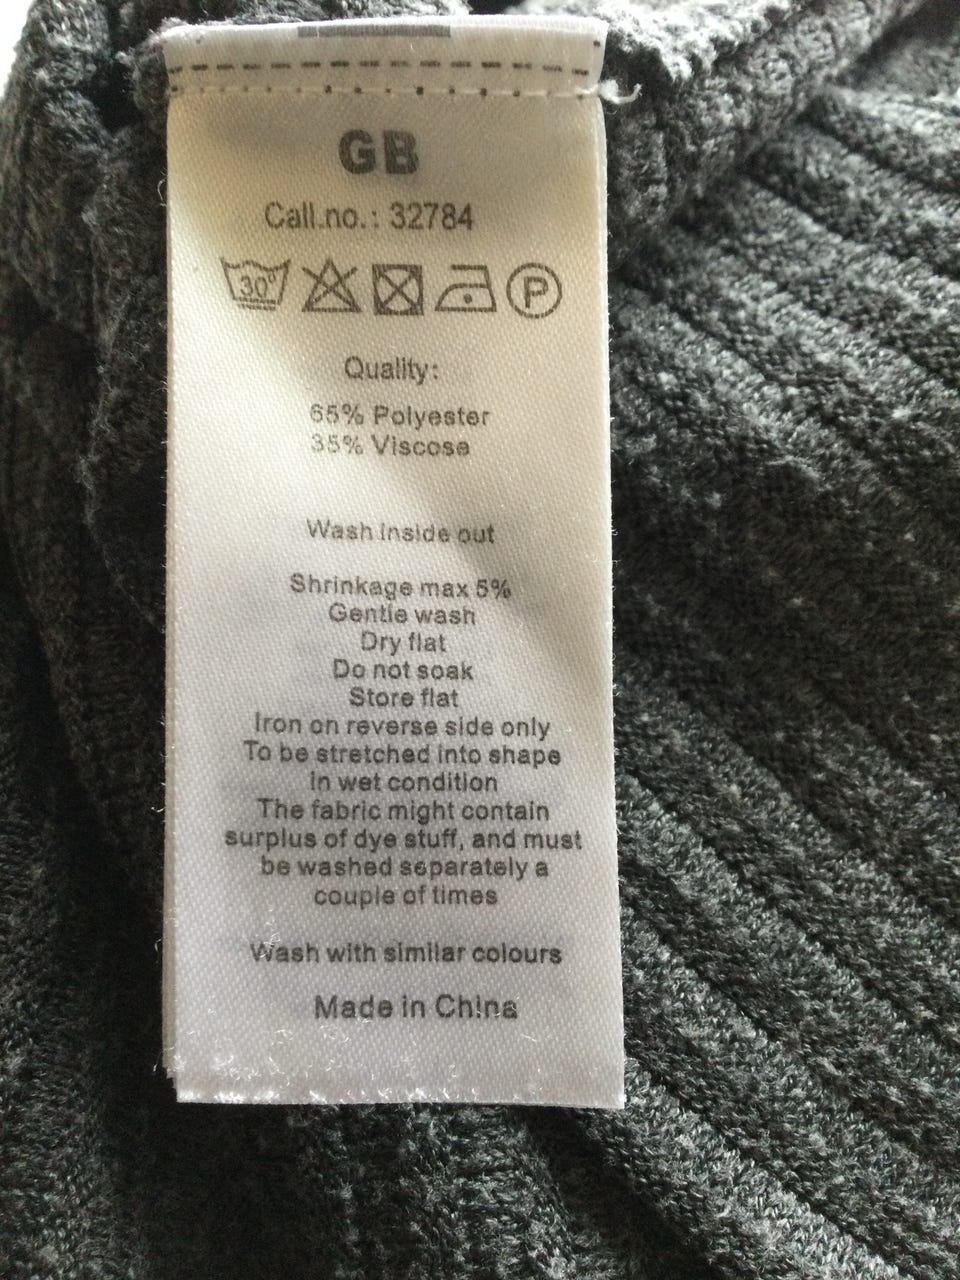 GB
Call.no.: 32784
30°
P
Quality:
65% Polyester
35% Viscose
Wash inside out
Shrinkage max 5%
Gentle wash
Dry flat
Do not soak
Store flat
Iron on reverse side only
To be stretched into shape
in wet condition
The fabric might contain
surplus of dye stuff, and must
be washed separately a
couple of times
Wash with similar colours
Made in China